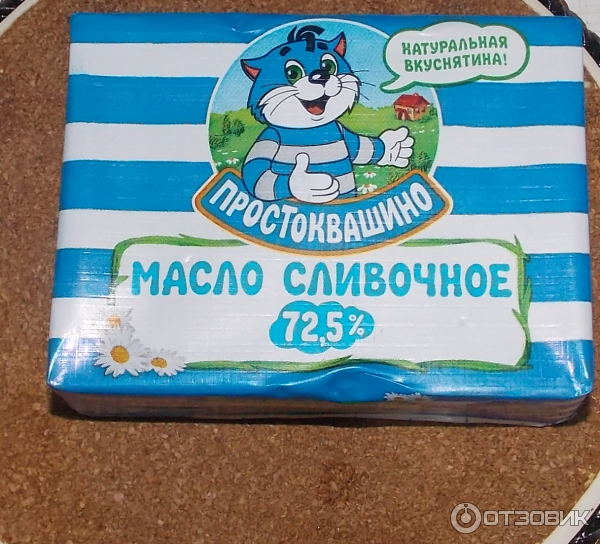 НАТУРАЛЬНАЯ
ВКУСНЯТИНА!
ПРОСТОКВАШИНО
МАСЛО СЛИВОЧНОЕ
72,5%
ОТЗОВИК